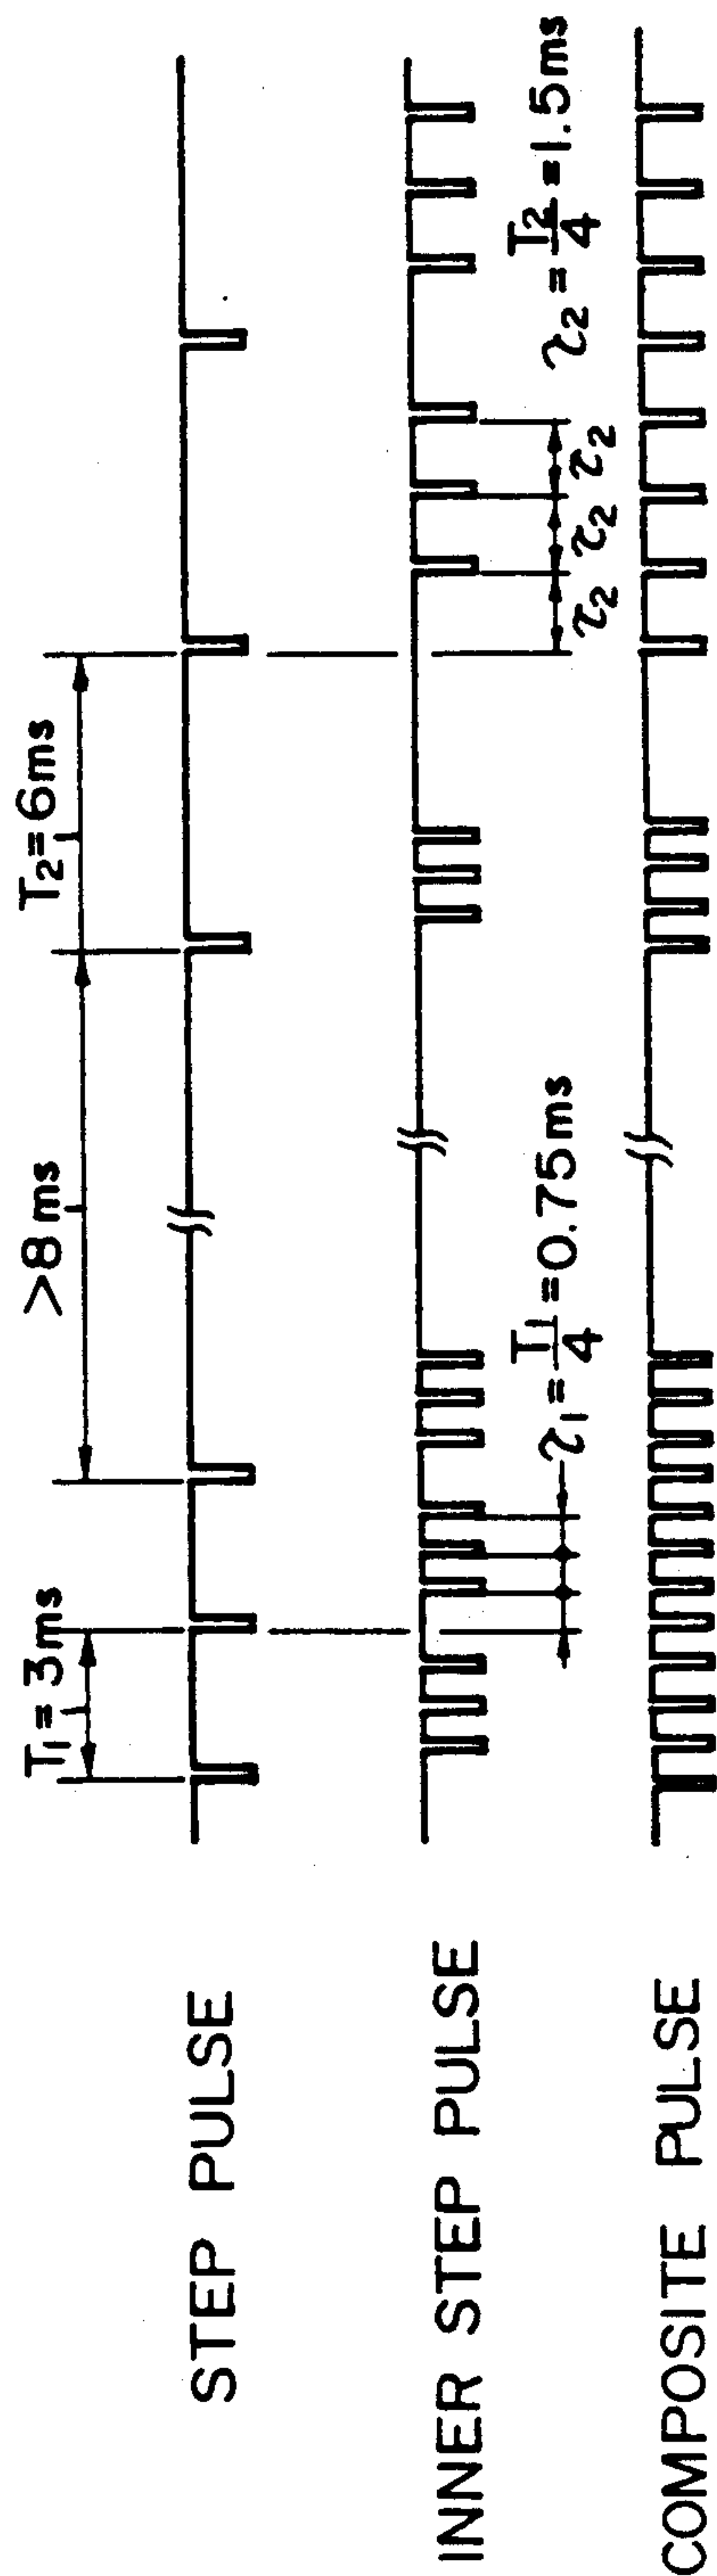 T1=3ms
>8ms
T2=6ms
STEP PULSE
INNER STEP PULSE
τ1=T1/4=0.75ms
τ2
τ2
τ2
τ2=T2/4=1.5ms
COMPOSITE PULSE